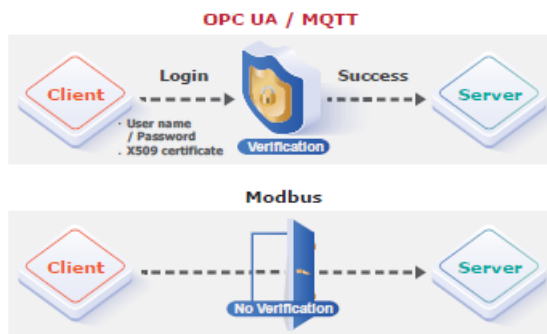 OPC UA / MQTT
Client
Login
· User name
/ Password
. X509 certificate
Verification
Success
Server
Modbus
Client
No Verification
Server